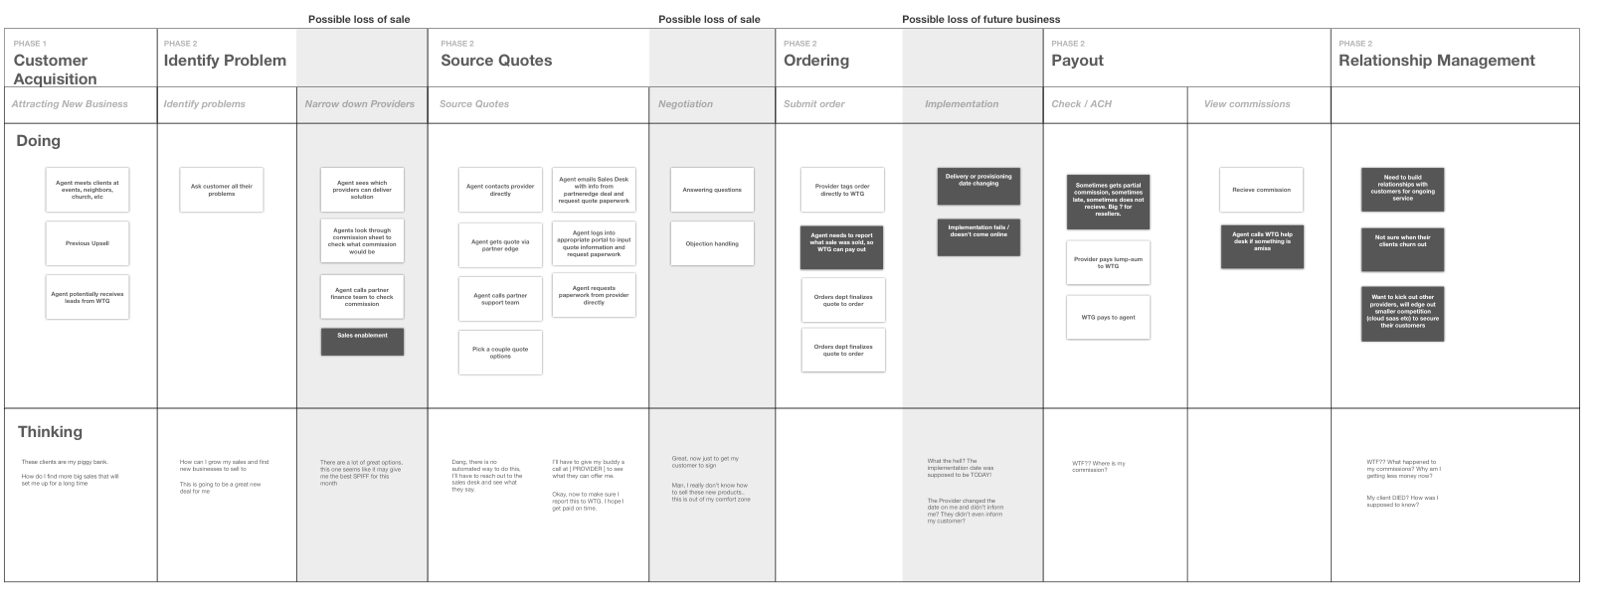 Possible loss of sale
Possible loss of sale
Possible loss of future business
PHASE 1
Customer
Acquisition
PHASE 2
Identify Problem
PHASE 2
Source Quotes
PHASE 2
Ordering
PHASE 2
Payout
PHASE 2
Relationship Management
Attracting New Business
Identify problems
Narrow down Providers
Source Quotes
Negotiation
Submit order
Implementation
Check / ACH
View commissions
Doing
Agent meets clients at
events, neighbors,
church, etc
Previous Upsell
Agent potentially receives
leads from WTG
Ask customer all their
problems
Agent sees which
providers can deliver
solution
Agents look through
commission sheet to
check what commission
would be
Agent calls partner
finance team to check
commission
Sales enablement
Agent contacts provider
directly
Agent gets quote via
partner edge
Agent calls partner
support team
Pick a couple quote
options
Agent emails Sales Desk
with info from
partneredge deal and
request quote paperwork
Agent logs into
appropriate portal to input
quote information and
request paperwork
Agent requests
paperwork from provider
directly
Answering questions
Objection handling
Provider tags order
directly to WTG
Agent needs to report
what sale was sold, so
WTG can pay out
Orders dept finalizes
quote to order
Orders dept finalizes
quote to order
Delivery or provisioning
date changing
Implementation fails /
doesn't come online
Sometimes gets partial
commission, sometimes
late, sometimes does not
recieve. Big ? for
resellers.
Provider pays lump-sum
to WTG
WTG pays to agent
Recieve commission
Agent calls WTG help
desk if something is
amiss
Need to build
relationships with
customers for ongoing
service
Not sure when their
clients churn out
Want to kick out other
providers, will edge out
smaller competition
(cloud saas etc) to secure
their customers
Thinking
These clients are my piggy bank.
How do I find more big sales that will
set me up for a long time
How can I grow my sales and find
new businesses to sell to
This is going to be a great new
deal for me
There are a lot of great options,
this one seems like it may give
me the best SPIFF for this
month
Dang, there is no
automated way to do this,
I'll have to reach out to the
sales desk and see what
they say.
I'll have to give my buddy a
call at [ PROVIDER ] to see
what they can offer me.
Okay, now to make sure I
report this to WTG. I hope I
get paid on time.
Great, now just to get my
customer to sign
Man, I really don't know how
to sell these new products..
this is out of my comfort zone
What the hell? The
implementation date was
supposed to be TODAY!
The Provider changed the
date on me and didn't inform
me? They didn't even inform
my customer?
WTF?? Where is my
commission?
WTF?? What happened to
my commissions? Why am I
getting less money now?
My client DIED? How was I
supposed to know?